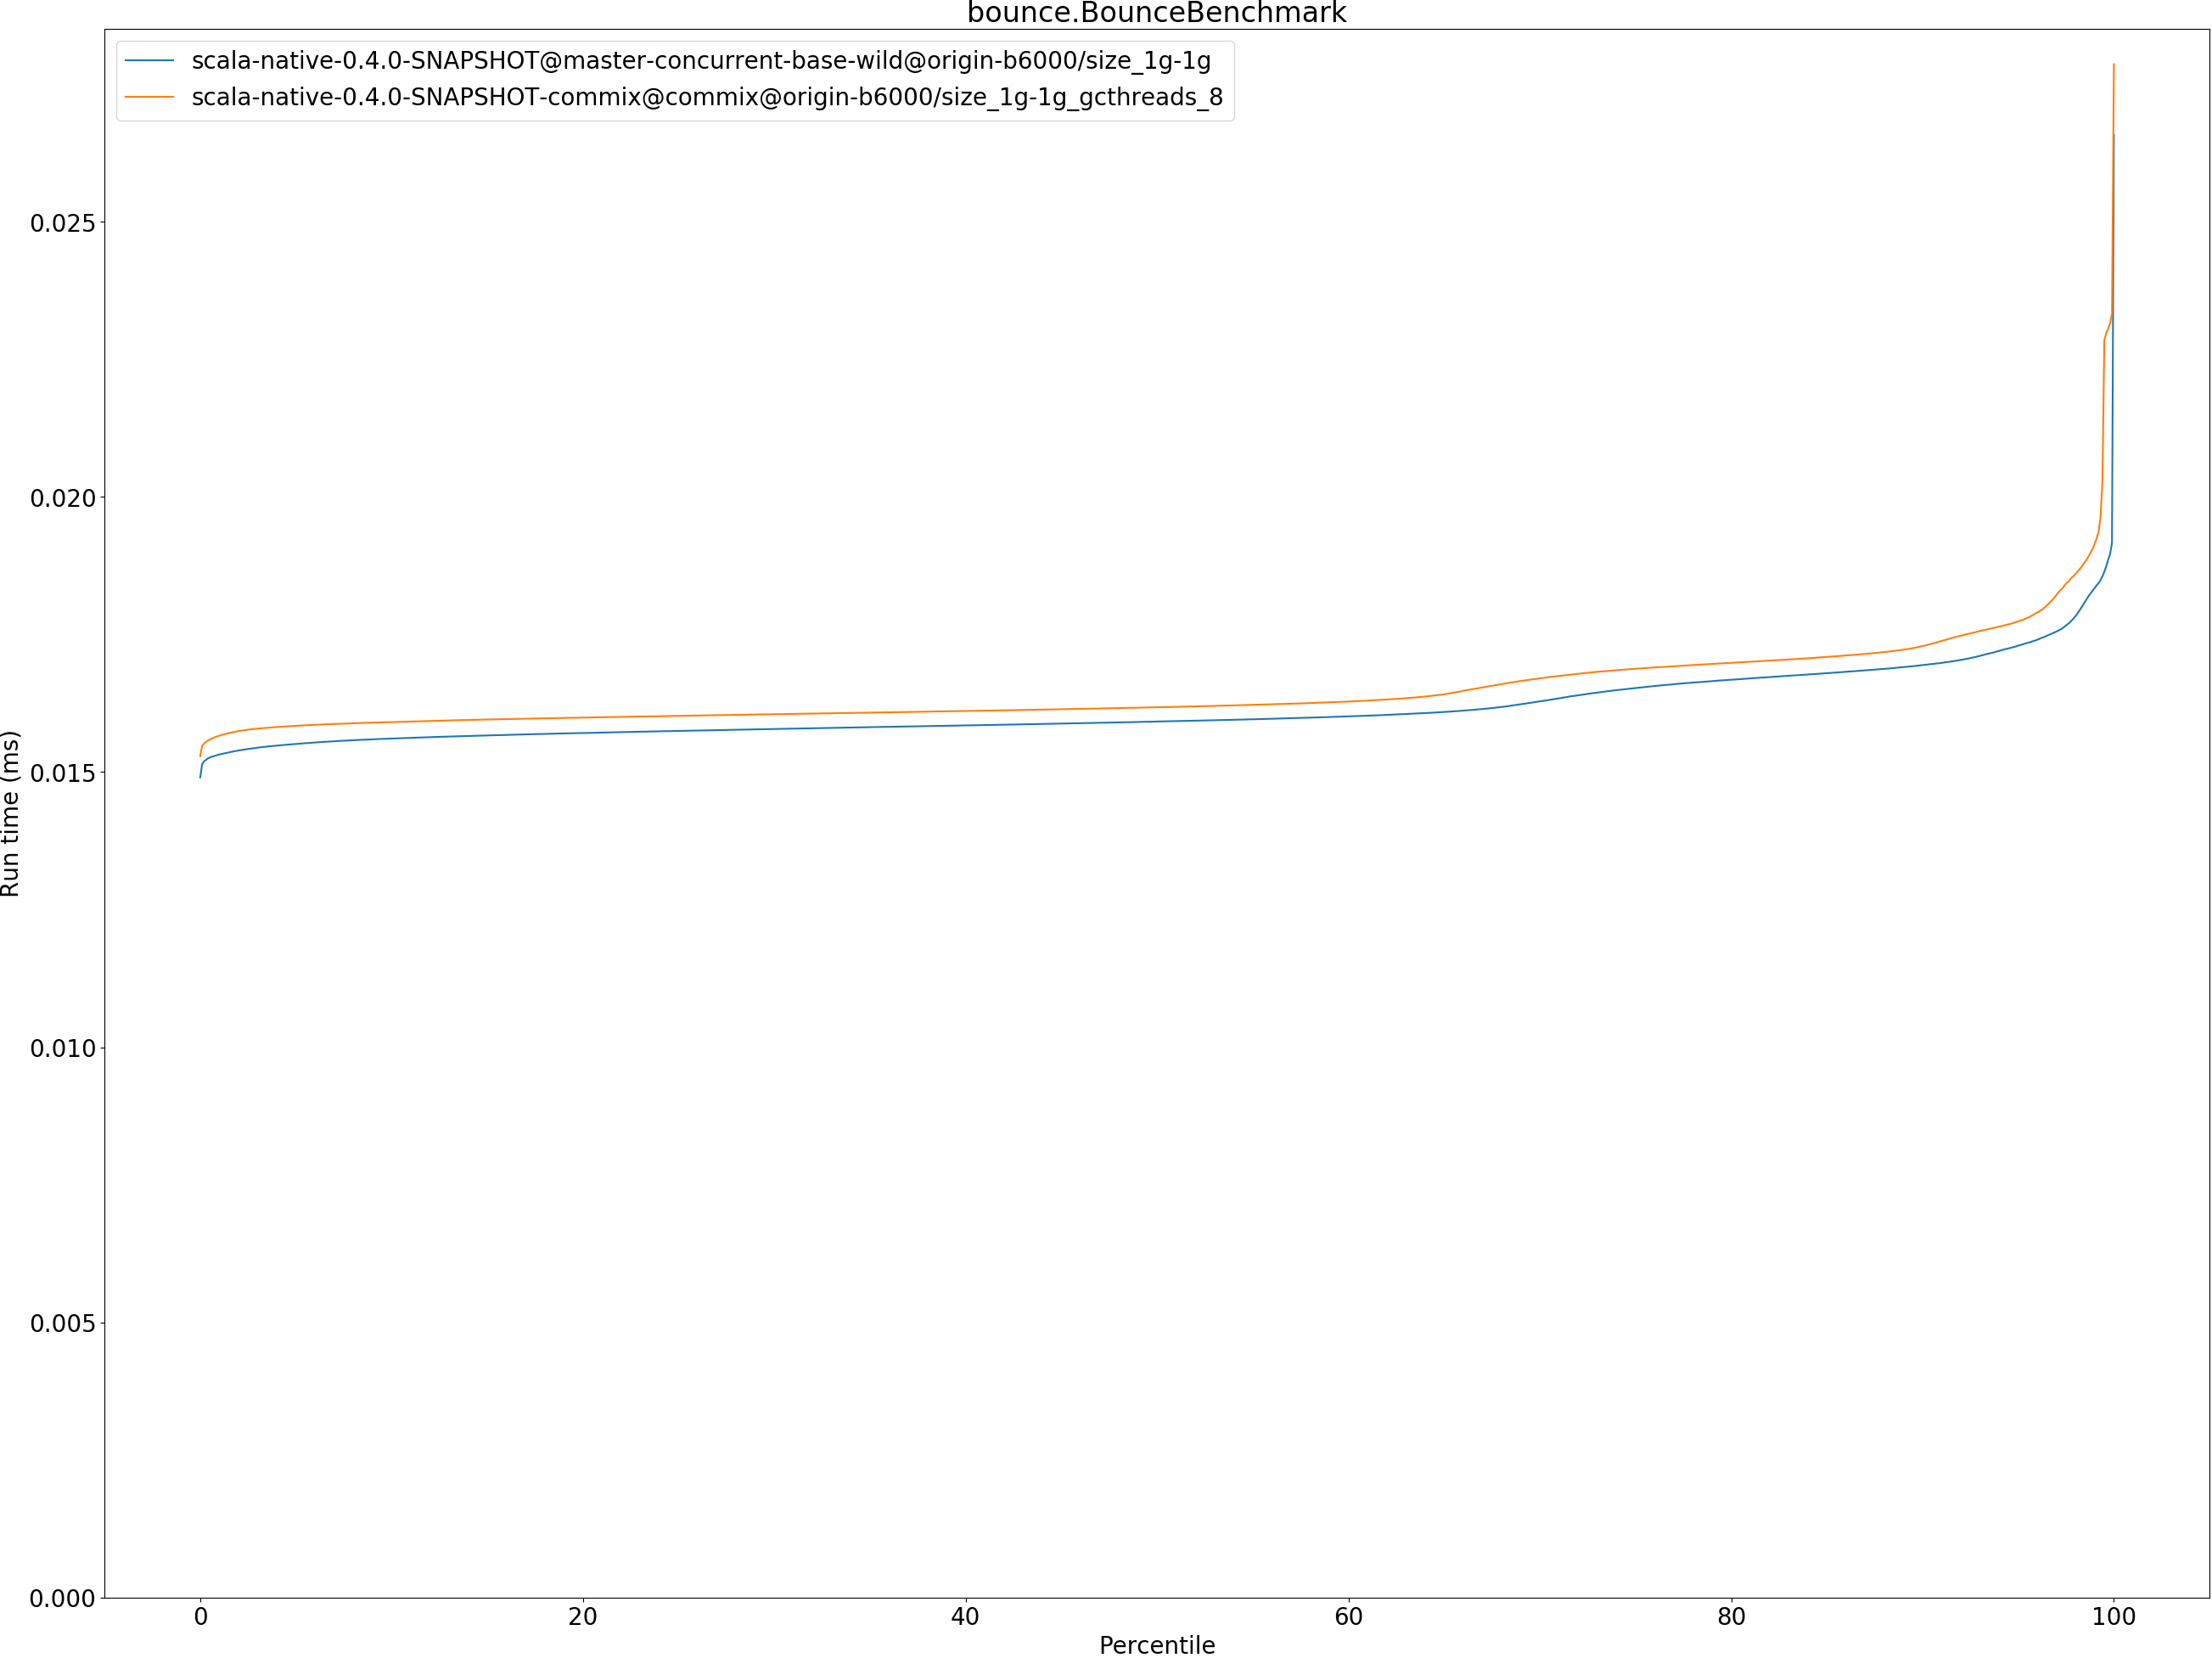 bounce.BounceBenchmark
scala-native-0.4.0-SNAPSHOT@master-concurrent-base-wild@origin-b6000/size_1g-1g
scala-native-0.4.0-SNAPSHOT-commix@commix@origin-b6000/size_1g-1g_gcthreads_8
0.025
0.020
0.015
0.010
0.005
0.000
Run time (ms)
0 20 40 60 80 100
Percentile